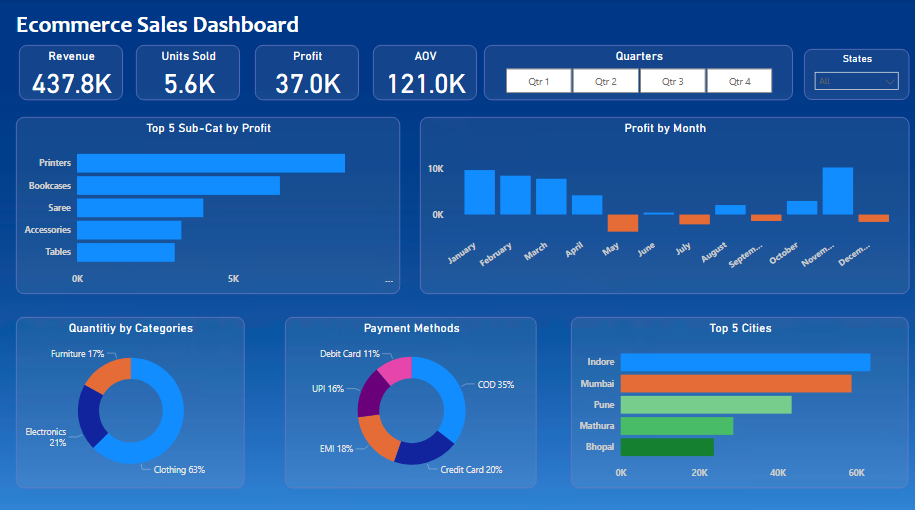 Ecommerce Sales Dashboard
Revenue
437.8K
Units Sold
5.6K
Profit
37.0K
AOV
121.0K
Quarters
Qtr 1
Qtr 2
Qtr 3
Qtr 4
States
All
Top 5 Sub-Cat by Profit
Printers
Bookcases
Saree
Accessories
Tables
0K
5K
...
Profit by Month
10K
0K
January
February
March
April
May
June
July
August
Septem...
October
Novem...
Decem...
Quantitiy by Categories
Furniture 17%
Electronics
21%
Clothing 63%
Payment Methods
Debit Card 11%
UPI 16%
EMI 18%
COD 35%
Credit Card 20%
Top 5 Cities
Indore
Mumbai
Pune
Mathura
Bhopal
0K
20K
40K
60K